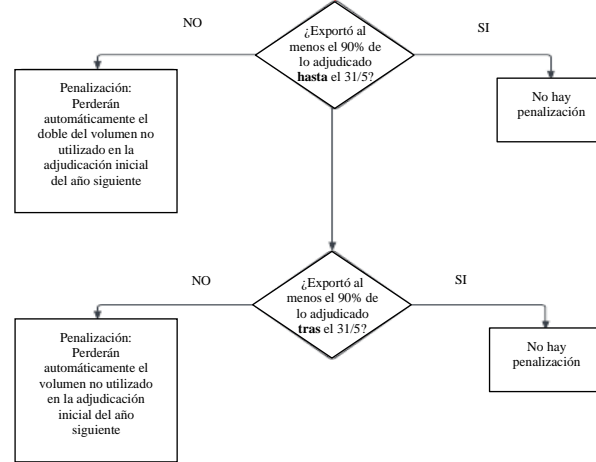 NO
¿Exportó al
menos el 90% de
lo adjudicado
hasta el 31/5?
SI
Penalización:
Perderán
automáticamente el
doble del volumen no
utilizado en la
adjudicación inicial
del año siguiente
No hay
penalización
NO
¿Exportó al
menos el 90% de
lo adjudicado
tras el 31/5?
SI
Penalización:
Perderán
automáticamente el
volumen no utilizado
en la adjudicación
inicial del año
siguiente
No hay
penalización